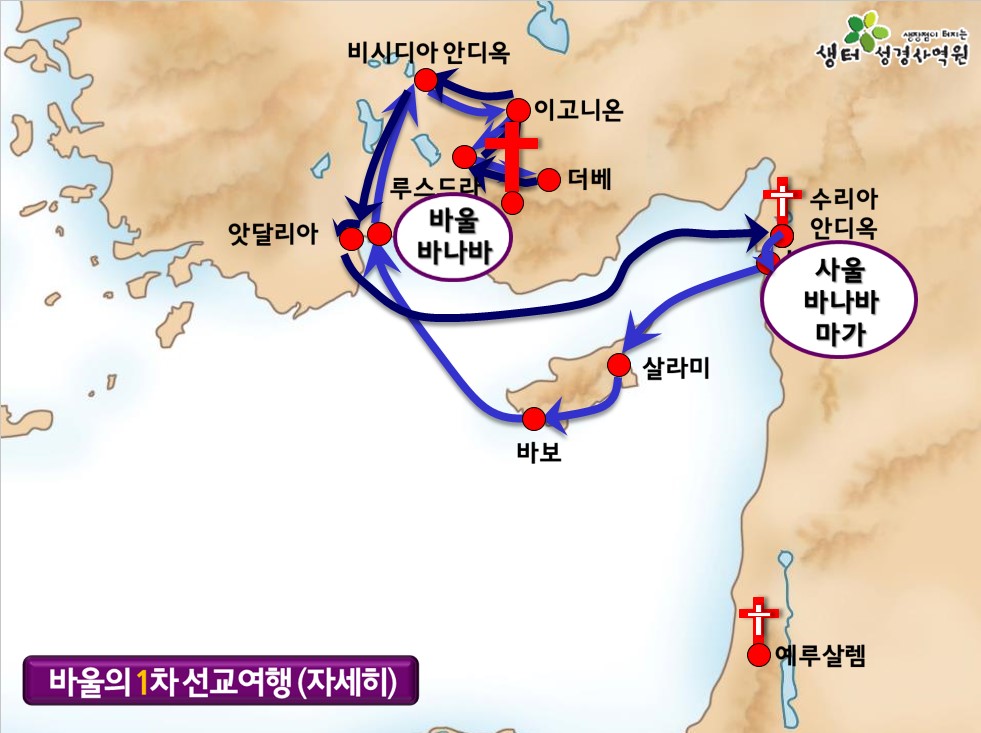 생장점이 터지는
생터 성경사역원
비시디아 안디옥
이고니온
더베
루스드라
바울
바나바
앗달리아
수리아
안디옥
사울
바나바
마가
살라미
바보
예루살렘
바울의 1차 선교여행 (자세히)